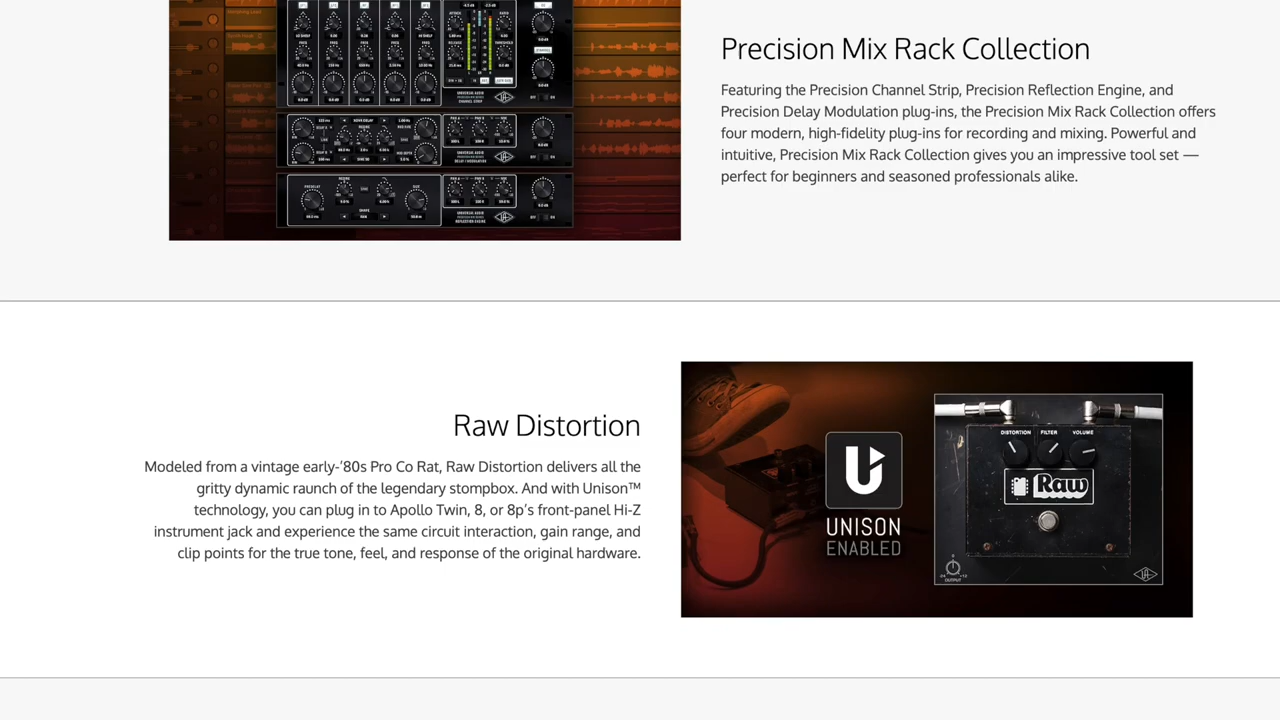 Precision Mix Rack Collection
Featuring the Precision Channel Strip, Precision Reflection Engine, and
Precision Delay Modulation plug-ins, the Precision Mix Rack Collection offers
four modern, high-fidelity plug-ins for recording and mixing. Powerful and
intuitive, Precision Mix Rack Collection gives you an impressive tool set —
perfect for beginners and seasoned professionals alike.
Raw Distortion
Modeled from a vintage early-’80s Pro Co Rat, Raw Distortion delivers all the
gritty dynamic raunch of the legendary stompbox. And with Unison™
technology, you can plug in to Apollo Twin, 8, or 8p’s front-panel Hi-Z
instrument jack and experience the same circuit interaction, gain range, and
clip points for the true tone, feel, and response of the original hardware.
UNISON
ENABLED
DISTORTION FILTER VOLUME
Raw
OUTPUT